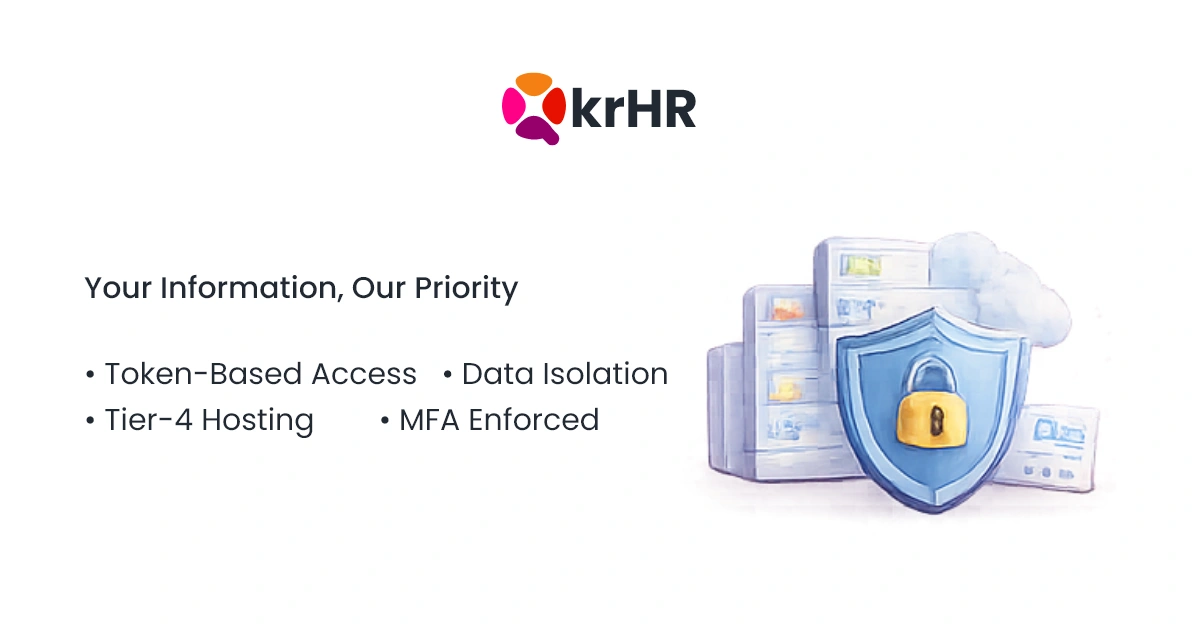 krHR
Your Information, Our Priority
• Token-Based Access • Data Isolation
• Tier-4 Hosting • MFA Enforced